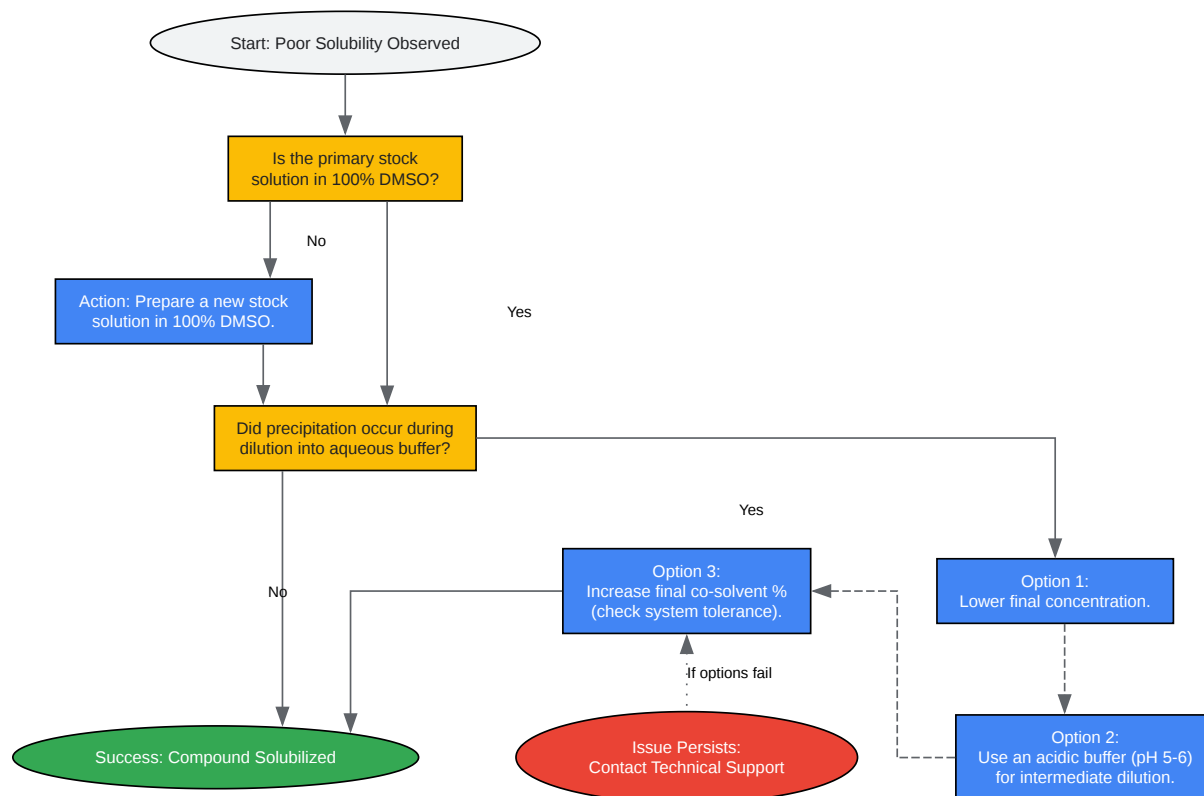 Start: Poor Solubility Observed
Is the primary stock
solution in 100% DMSO?
No
Action: Prepare a new stock
solution in 100% DMSO.
Yes
Did precipitation occur during
dilution into aqueous buffer?
Yes
Option 3:
Increase final co-solvent %
(check system tolerance).
Option 1:
Lower final concentration.
No
If options fail
Success: Compound Solubilized
Issue Persists:
Contact Technical Support
Option 2:
Use an acidic buffer (pH 5-6)
for intermediate dilution.